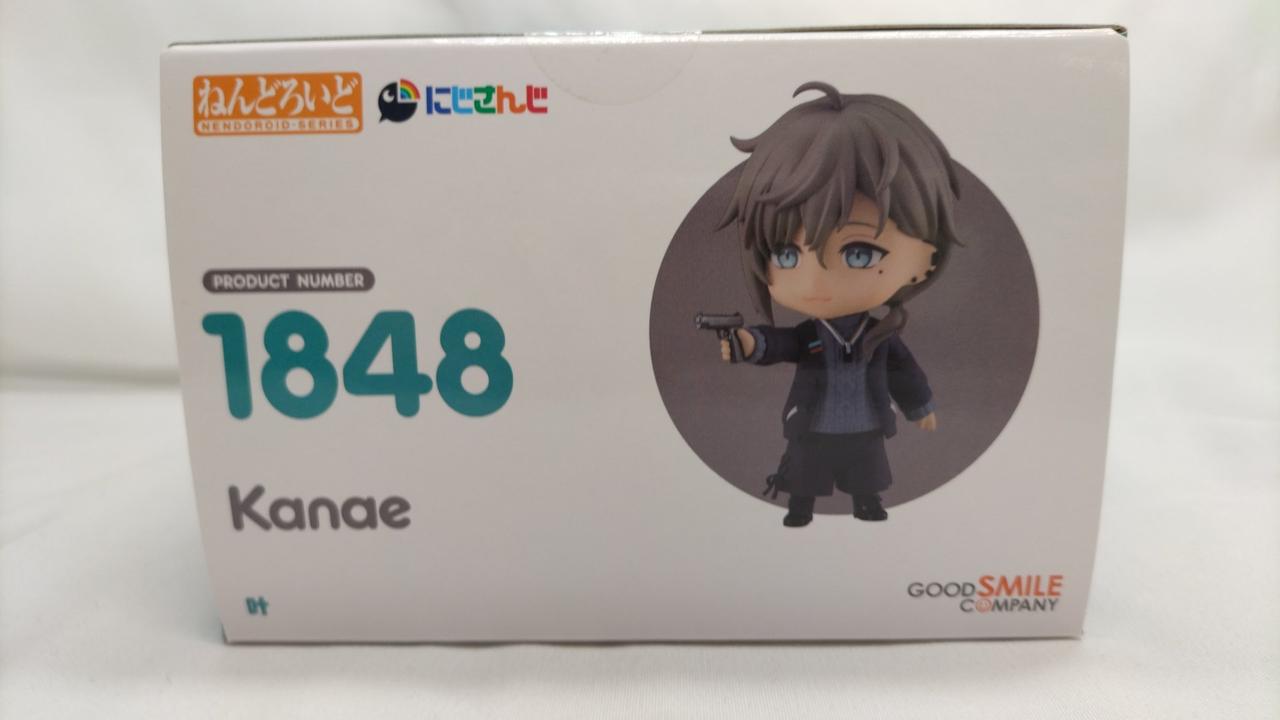 ねんどろいど
NENDOROID-SERIES
にじさんじ
PRODUCT NUMBER
1848
Kanae
叶
GOOD SMILE
COMPANY